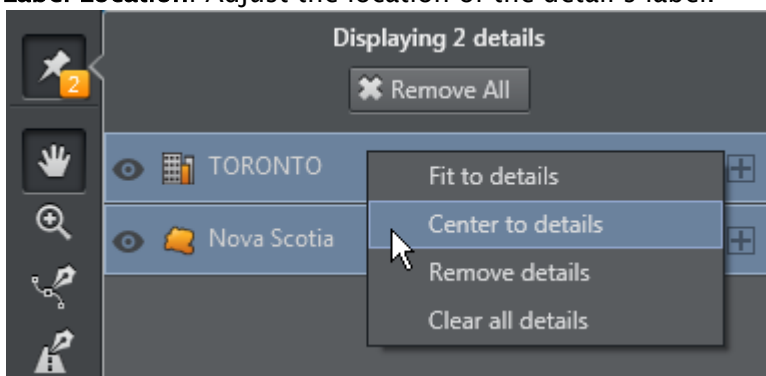 Label Location: Adjust the location of the detail's label.
Displaying 2 details
2
Remove All
TORONTO
Fit to details
Center to details
Nova Scotia
Remove details
Clear all details